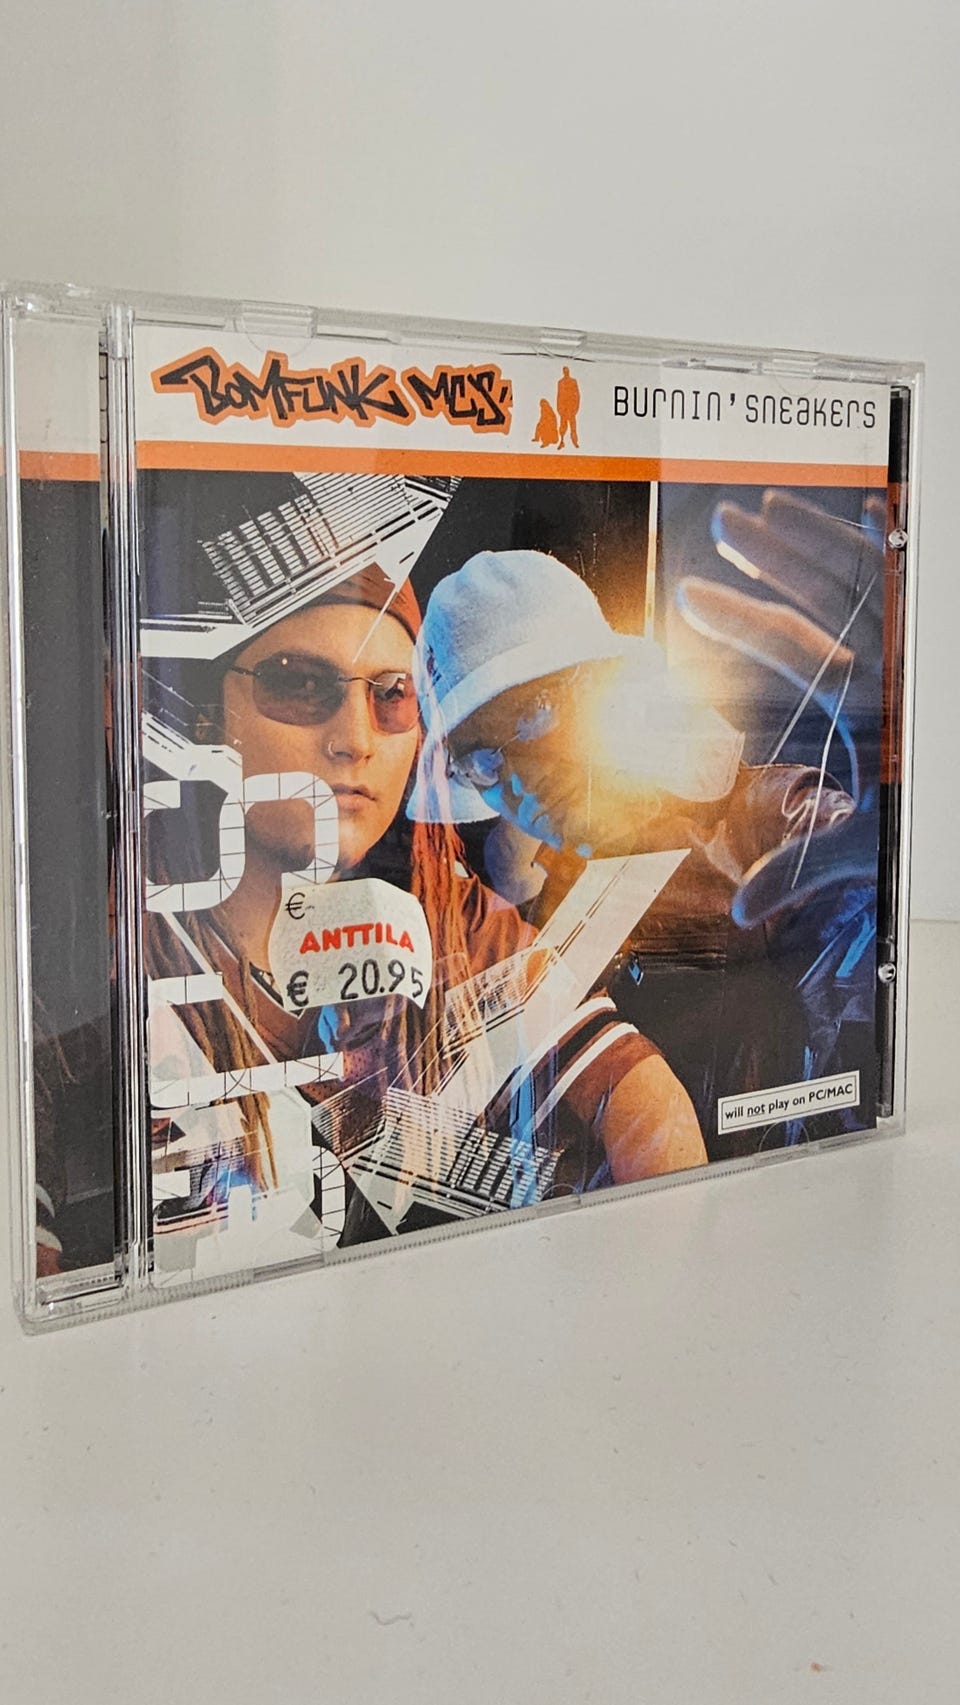 BOMFUNK MC'S
BURNIN' SNEAKERS
€
ANTTILA
€ 20.95
will not play on PC/MAC